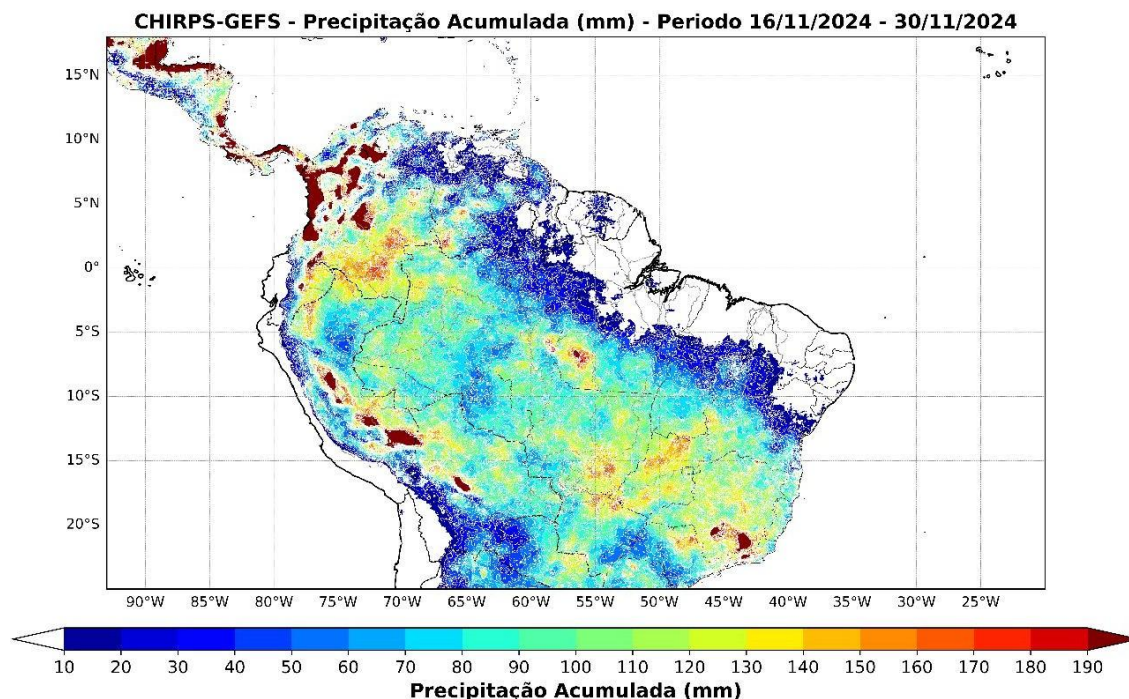 CHIRPS-GEFS - Precipitação Acumulada (mm) - Periodo 16/11/2024 - 30/11/2024
15°N
10°N
5°N
0°
5°S
10°S
15°S
20°S
90°W 85°W 80°W 75°W 70°W 65°W 60°W 55°W 50°W 45°W 40°W 35°W 30°W 25°W
10 20 30 40 50 60 70 80 90 100 110 120 130 140 150 160 170 180 190
Precipitação Acumulada (mm)